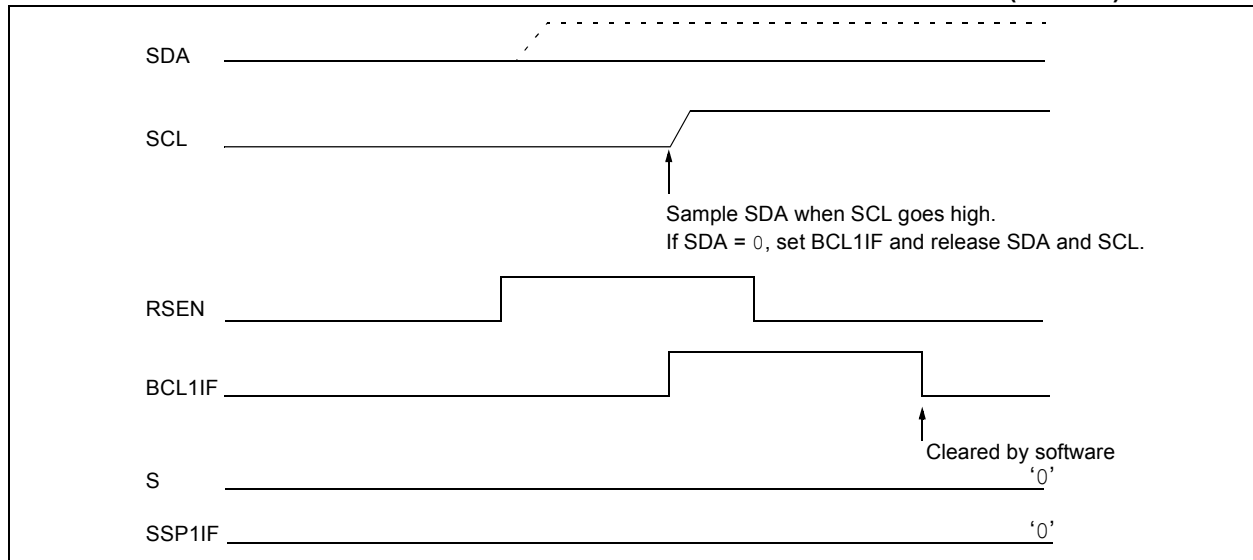 SDA
SCL
Sample SDA when SCL goes high.
If SDA = 0, set BCL1IF and release SDA and SCL.
RSEN
BCL1IF
Cleared by software
S
‘0’
SSP1IF
‘0’